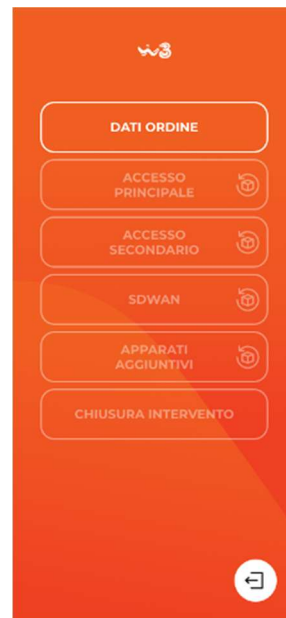 DATI ORDINE
ACCESSO
PRINCIPALE
ACCESSO
SECONDARIO
SDWAN
APPARATI
AGGIUNTIVI
CHIUSURA INTERVENTO